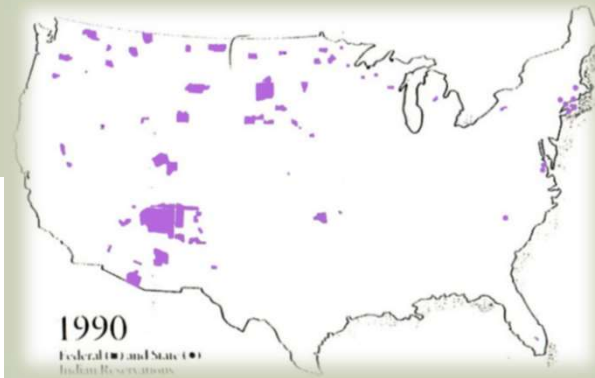 1990
Federal (■) and State (●)
Indian Reservations